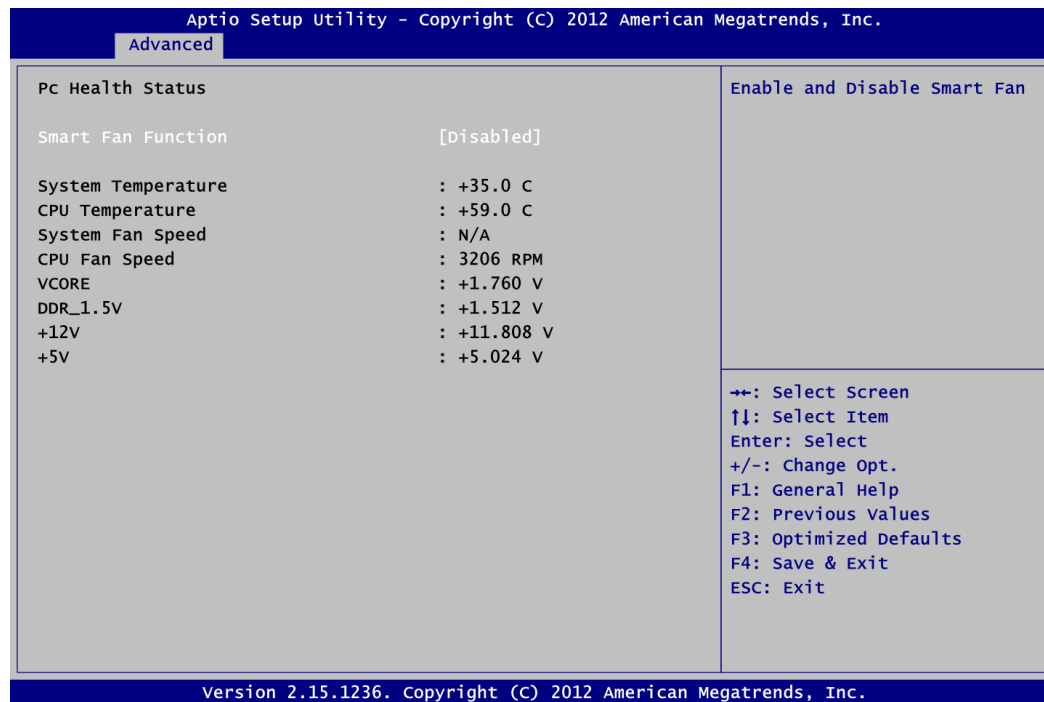 Aptio Setup Utility - Copyright (C) 2012 American Megatrends, Inc.
Advanced
Pc Health Status
Smart Fan Function [Disabled]
System Temperature : +35.0 C
CPU Temperature : +59.0 C
System Fan Speed : N/A
CPU Fan Speed : 3206 RPM
VCORE : +1.760 V
DDR_1.5V : +1.512 V
+12V : +11.808 V
+5V : +5.024 V
Enable and Disable Smart Fan
→←: Select Screen
↑↓: Select Item
Enter: Select
+/-: Change Opt.
F1: General Help
F2: Previous Values
F3: Optimized Defaults
F4: Save & Exit
ESC: Exit
Version 2.15.1236. Copyright (C) 2012 American Megatrends, Inc.